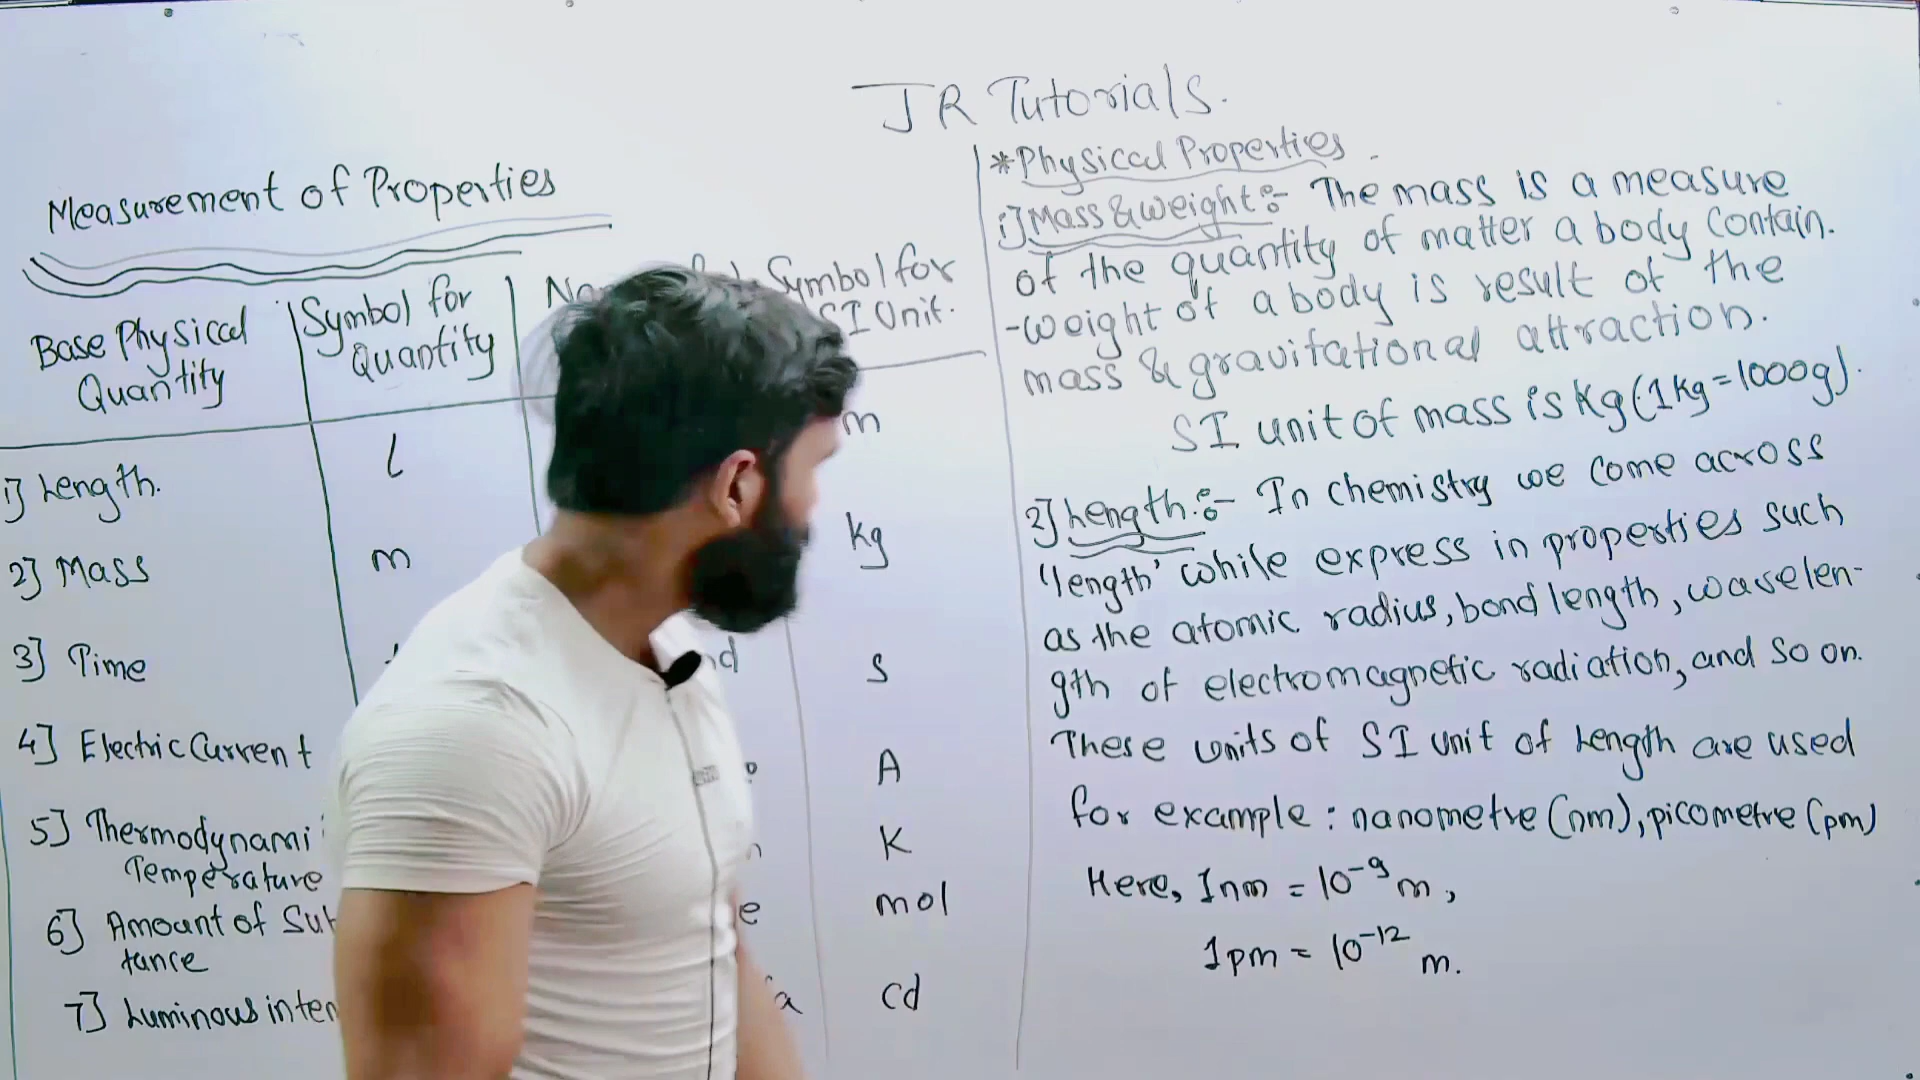 JR Tutorials.
Measurement of Properties
Base Physical
Quantity
Symbol for
Quantity
Symbol for
SI Unit.
1] Length.
l
m
2] Mass
m
kg
3] Time
s
4] Electric Current
A
5] Thermodynami
Temperature
K
6] Amount of Sub
tance
mol
7] Luminous inten
cd
*Physical Properties
i] Mass & weight:- The mass is a measure
of the quantity of matter a body contain.
-weight of a body is result of the
mass & gravitational attraction.
SI unit of mass is Kg (1Kg=1000g).
2] Length.:- In chemistry we come across
'length' while express in properties such
as the atomic radius, bond length, wavelen-
gth of electromagnetic radiation, and so on.
These units of SI unit of Length are used
for example : nanometre (nm), picometre (pm)
Here, 1nm = 10⁻⁹ m,
1pm = 10⁻¹² m.